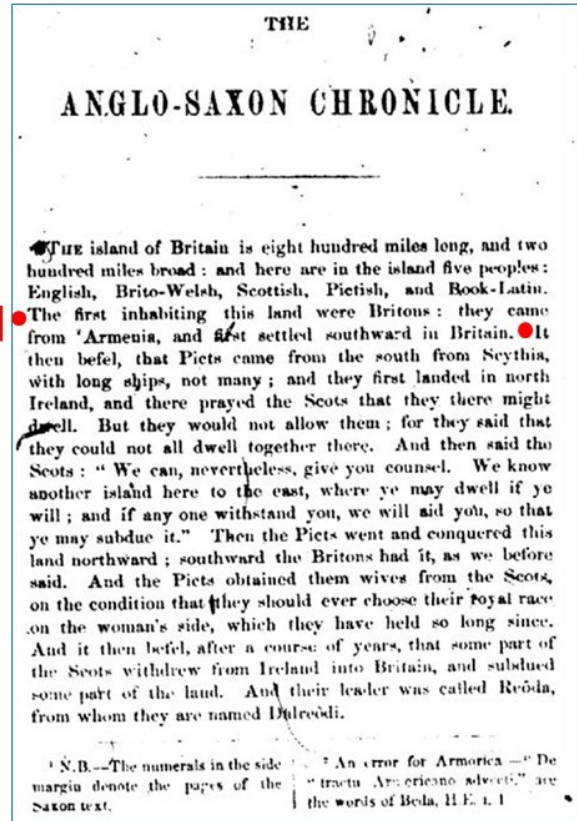 THE
ANGLO-SAXON CHRONICLE.
THE island of Britain is eight hundred miles long, and two
hundred miles broad : and here are in the island five peoples :
English, Brito-Welsh, Scottish, Pictish, and Book-Latin.
The first inhabiting this land were Britons : they came
from ² Armenia, and first settled southward in Britain. It
then befel, that Picts came from the south from Scythia,
with long ships, not many ; and they first landed in north
Ireland, and there prayed the Scots that they there might
dwell. But they would not allow them ; for they said that
they could not all dwell together there. And then said the
Scots : “ We can, nevertheless, give you counsel. We know
another island here to the east, where ye may dwell if ye
will ; and if any one withstand you, we will aid you, so that
ye may subdue it.” Then the Picts went and conquered this
land northward ; southward the Britons had it, as we before
said. And the Picts obtained them wives from the Scots,
on the condition that they should ever choose their royal race
on the woman's side, which they have held so long since.
And it then befel, after a course of years, that some part of
the Scots withdrew from Ireland into Britain, and subdued
some part of the land. And their leader was called Reôda,
from whom they are named Dalreôdi.
¹ N.B.—The numerals in the side
margin denote the pages of the
Saxon text.
² An error for Armorica —“ De
“ tractu Armericano advecti,” are
the words of Beda, H.E. i. 1